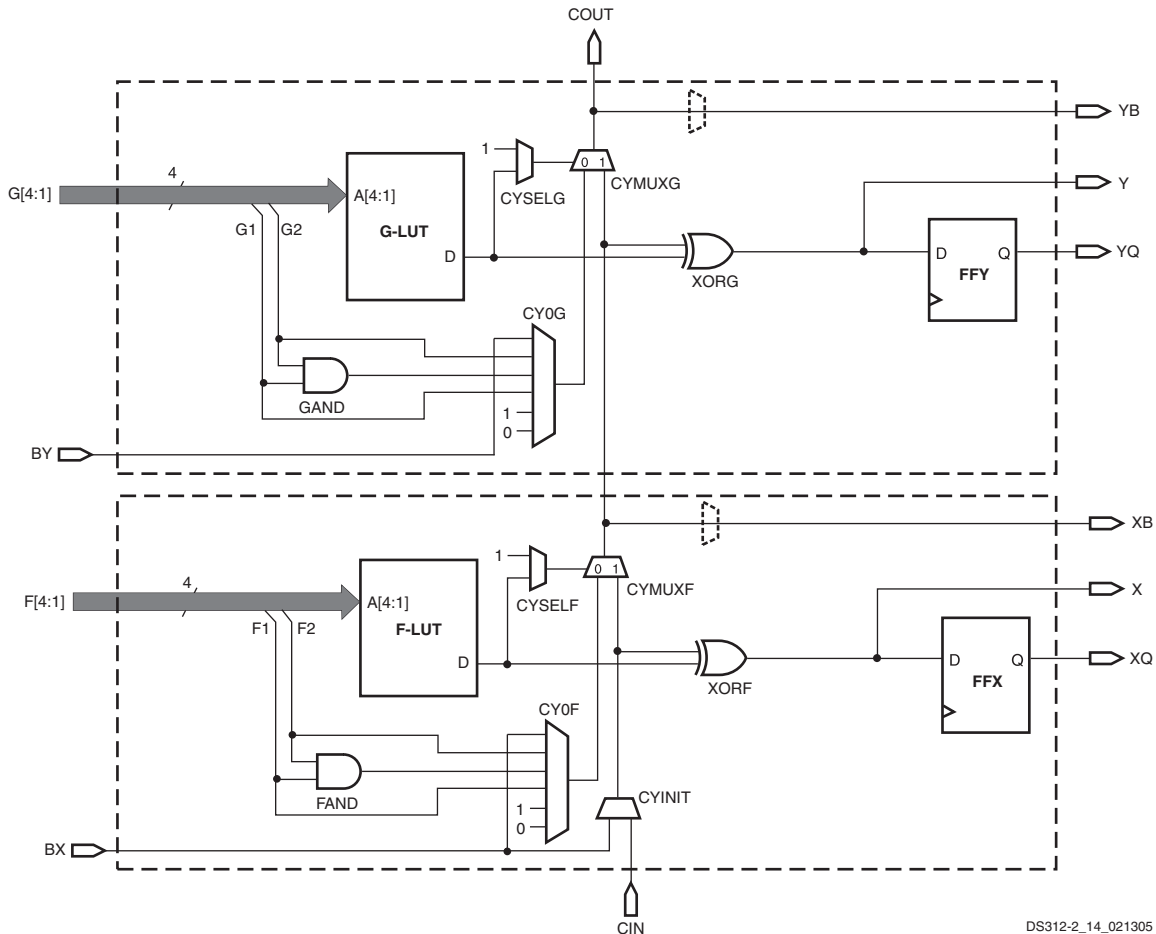 COUT
YB
1
0 1
4
G[4:1]
A[4:1]
CYSELG
CYMUXG
Y
G1
G2
G-LUT
D
XORG
D
Q
FFY
YQ
CY0G
GAND
1
0
BY
XB
1
0 1
4
F[4:1]
A[4:1]
CYSELF
CYMUXF
X
F1
F2
F-LUT
D
XORF
D
Q
FFX
XQ
CY0F
FAND
CYINIT
1
0
BX
CIN
DS312-2_14_021305